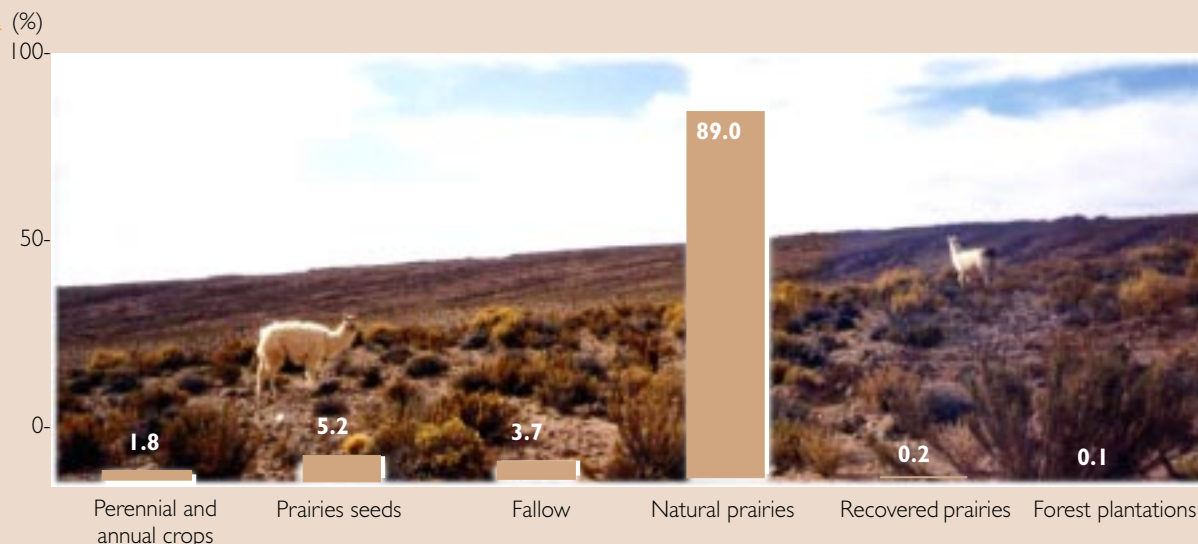 (%)
100-
50-
0-
89.0
1.8
5.2
3.7
0.2
0.1
Perennial and
annual crops
Prairies seeds
Fallow
Natural prairies
Recovered prairies
Forest plantations